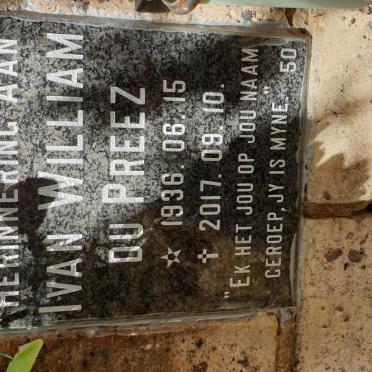 HERINNERING AAN
IVAN WILLIAM
DU PREEZ
☆ 1936.06.15
✝ 2017.09.10.
"EK HET JOU OP JOU NAAM
GEROEP, JY IS MYNE." 50